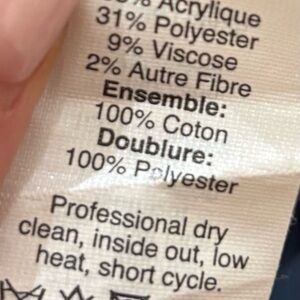 % Acrylique
31% Polyester
9% Viscose
2% Autre Fibre
Ensemble:
100% Coton
Doublure:
100% Polyester
Professional dry
clean, inside out, low
heat, short cycle.